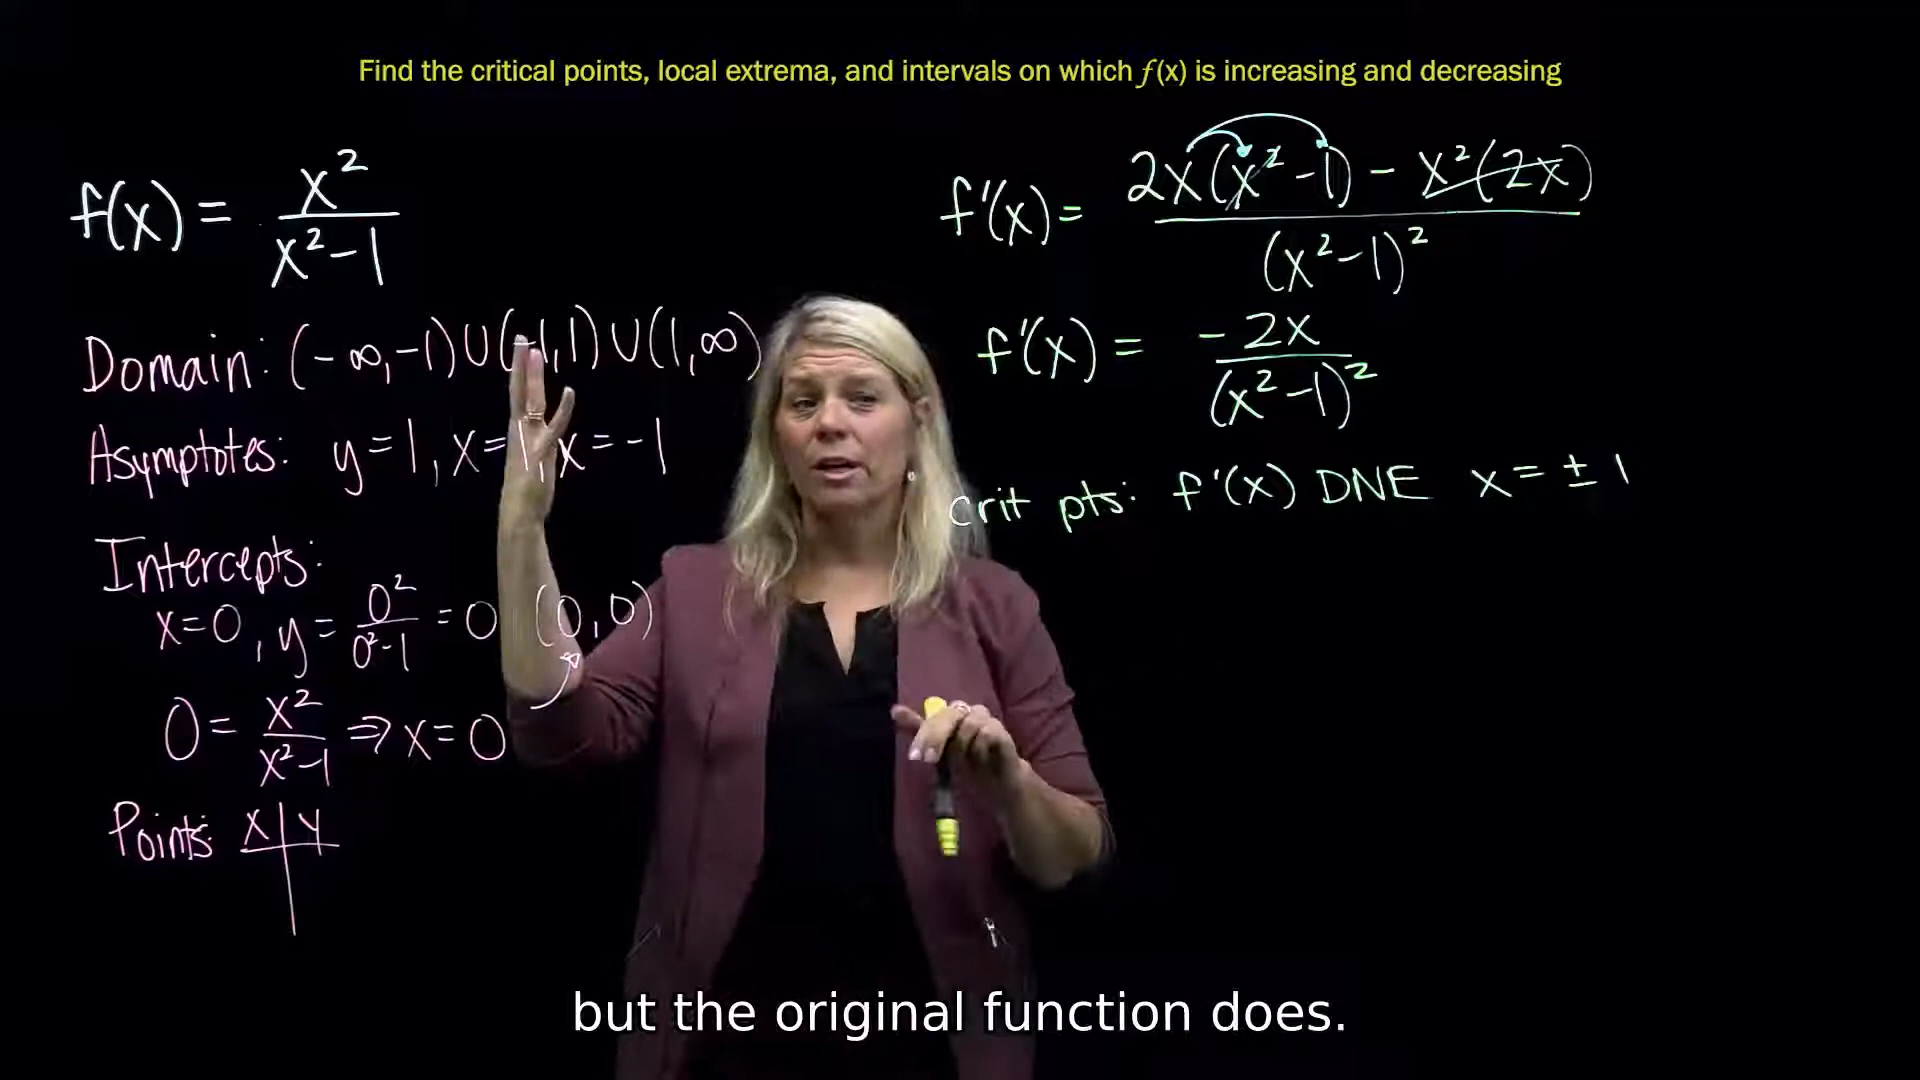 Find the critical points, local extrema, and intervals on which f(x) is increasing and decreasing
f(x) = x²/(x²-1)
Domain: (-∞,-1)∪(-1,1)∪(1,∞)
Asymptotes: y=1, x=1, x=-1
Intercepts:
x=0, y= 0²/(0²-1) = 0 (0,0)
0 = x²/(x²-1) ⇒ x=0
Points: x | y
f'(x) = (2x(x²-1) - x²(2x))/(x²-1)²
f'(x) = -2x/(x²-1)²
crit pts: f'(x) DNE x = ±1
but the original function does.